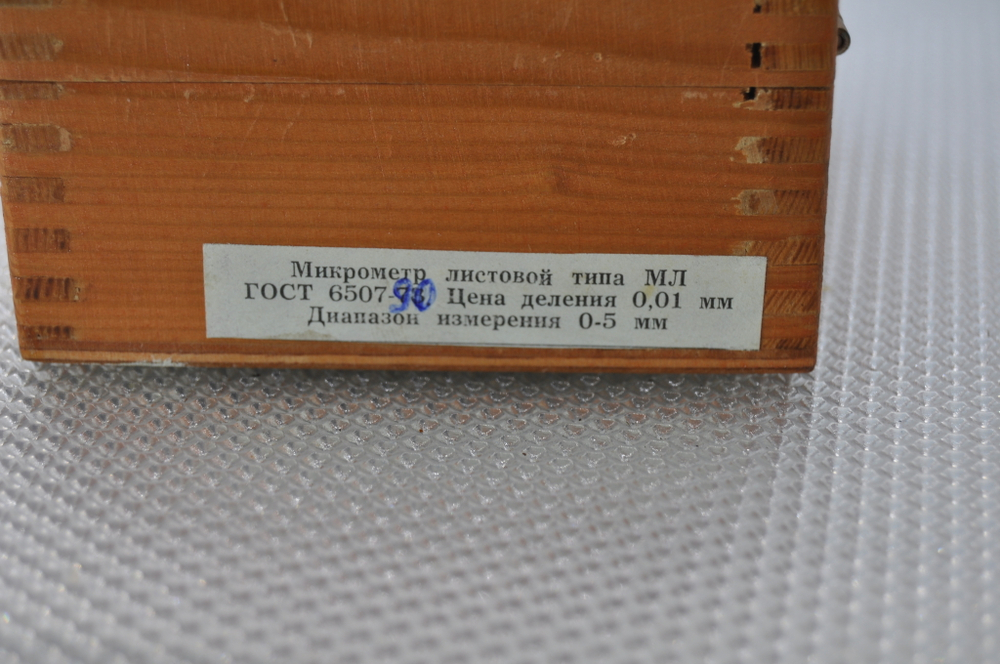 Микрометр листовой типа МЛ
ГОСТ 6507-90 Цена деления 0,01 мм
Диапазон измерения 0-5 мм